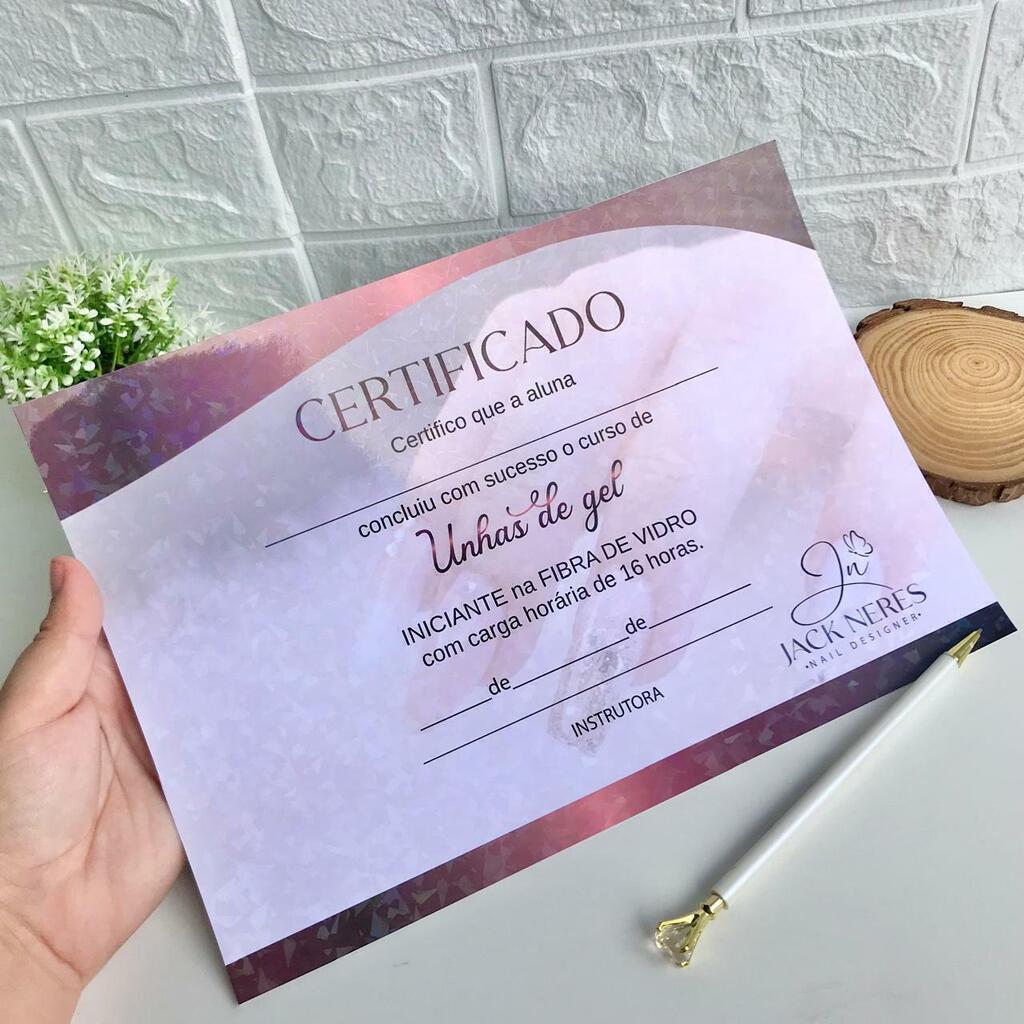 CERTIFICADO
Certifico que a aluna
concluiu com sucesso o curso de
Unhas de gel
INICIANTE na FIBRA DE VIDRO
com carga horária de 16 horas.
de de
INSTRUTORA
Jn
JACK NERES
•NAIL DESIGNER•